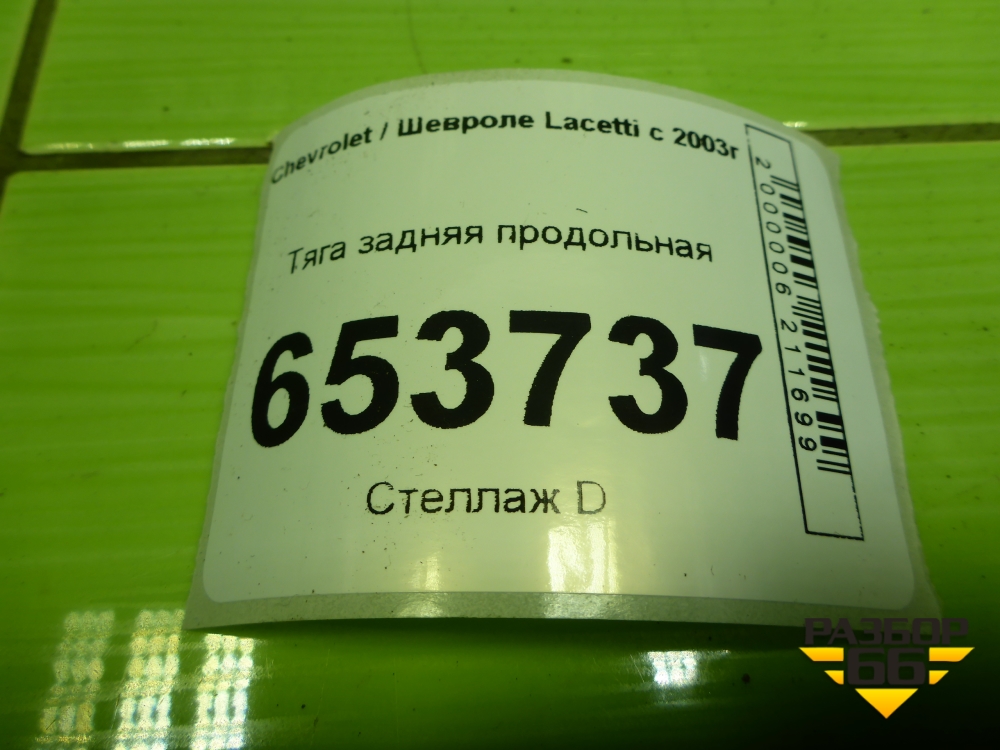 Chevrolet / Шевроле Lacetti с 2003г
Тяга задняя продольная
653737
Стеллаж D
2000006211699
РАЗБОР
66